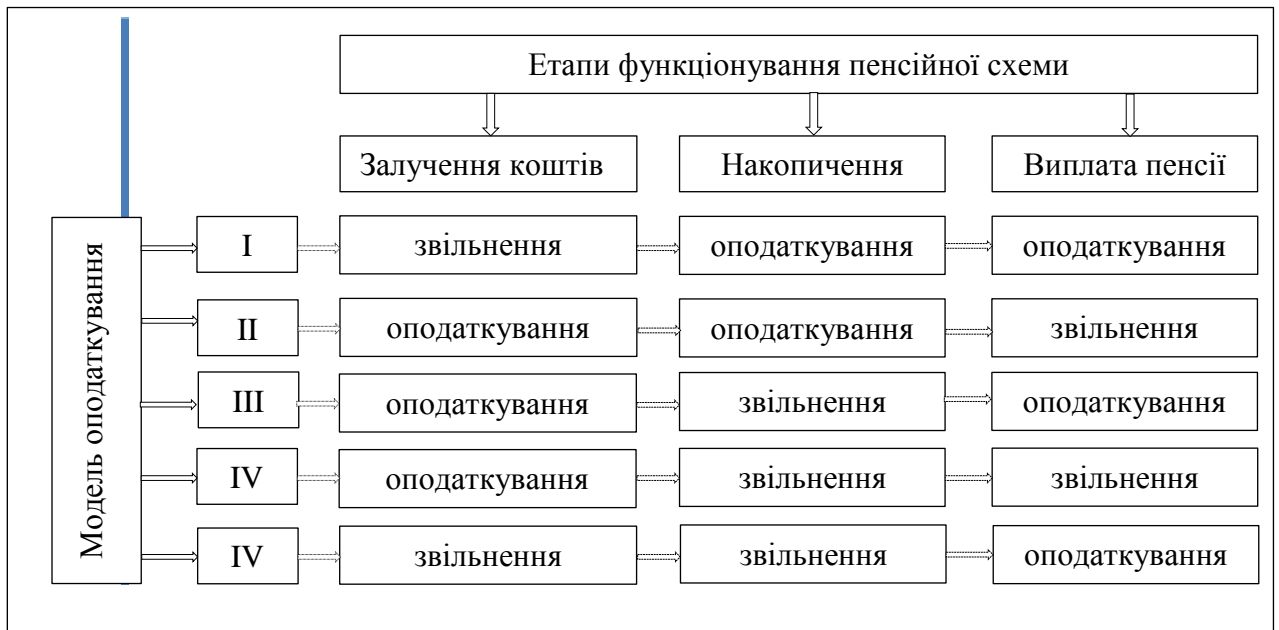 Етапи функціонування пенсійної схеми
Залучення коштів
Накопичення
Виплата пенсії
Модель оподаткування
I
звільнення
оподаткування
оподаткування
II
оподаткування
оподаткування
звільнення
III
оподаткування
звільнення
оподаткування
IV
оподаткування
звільнення
звільнення
IV
звільнення
звільнення
оподаткування